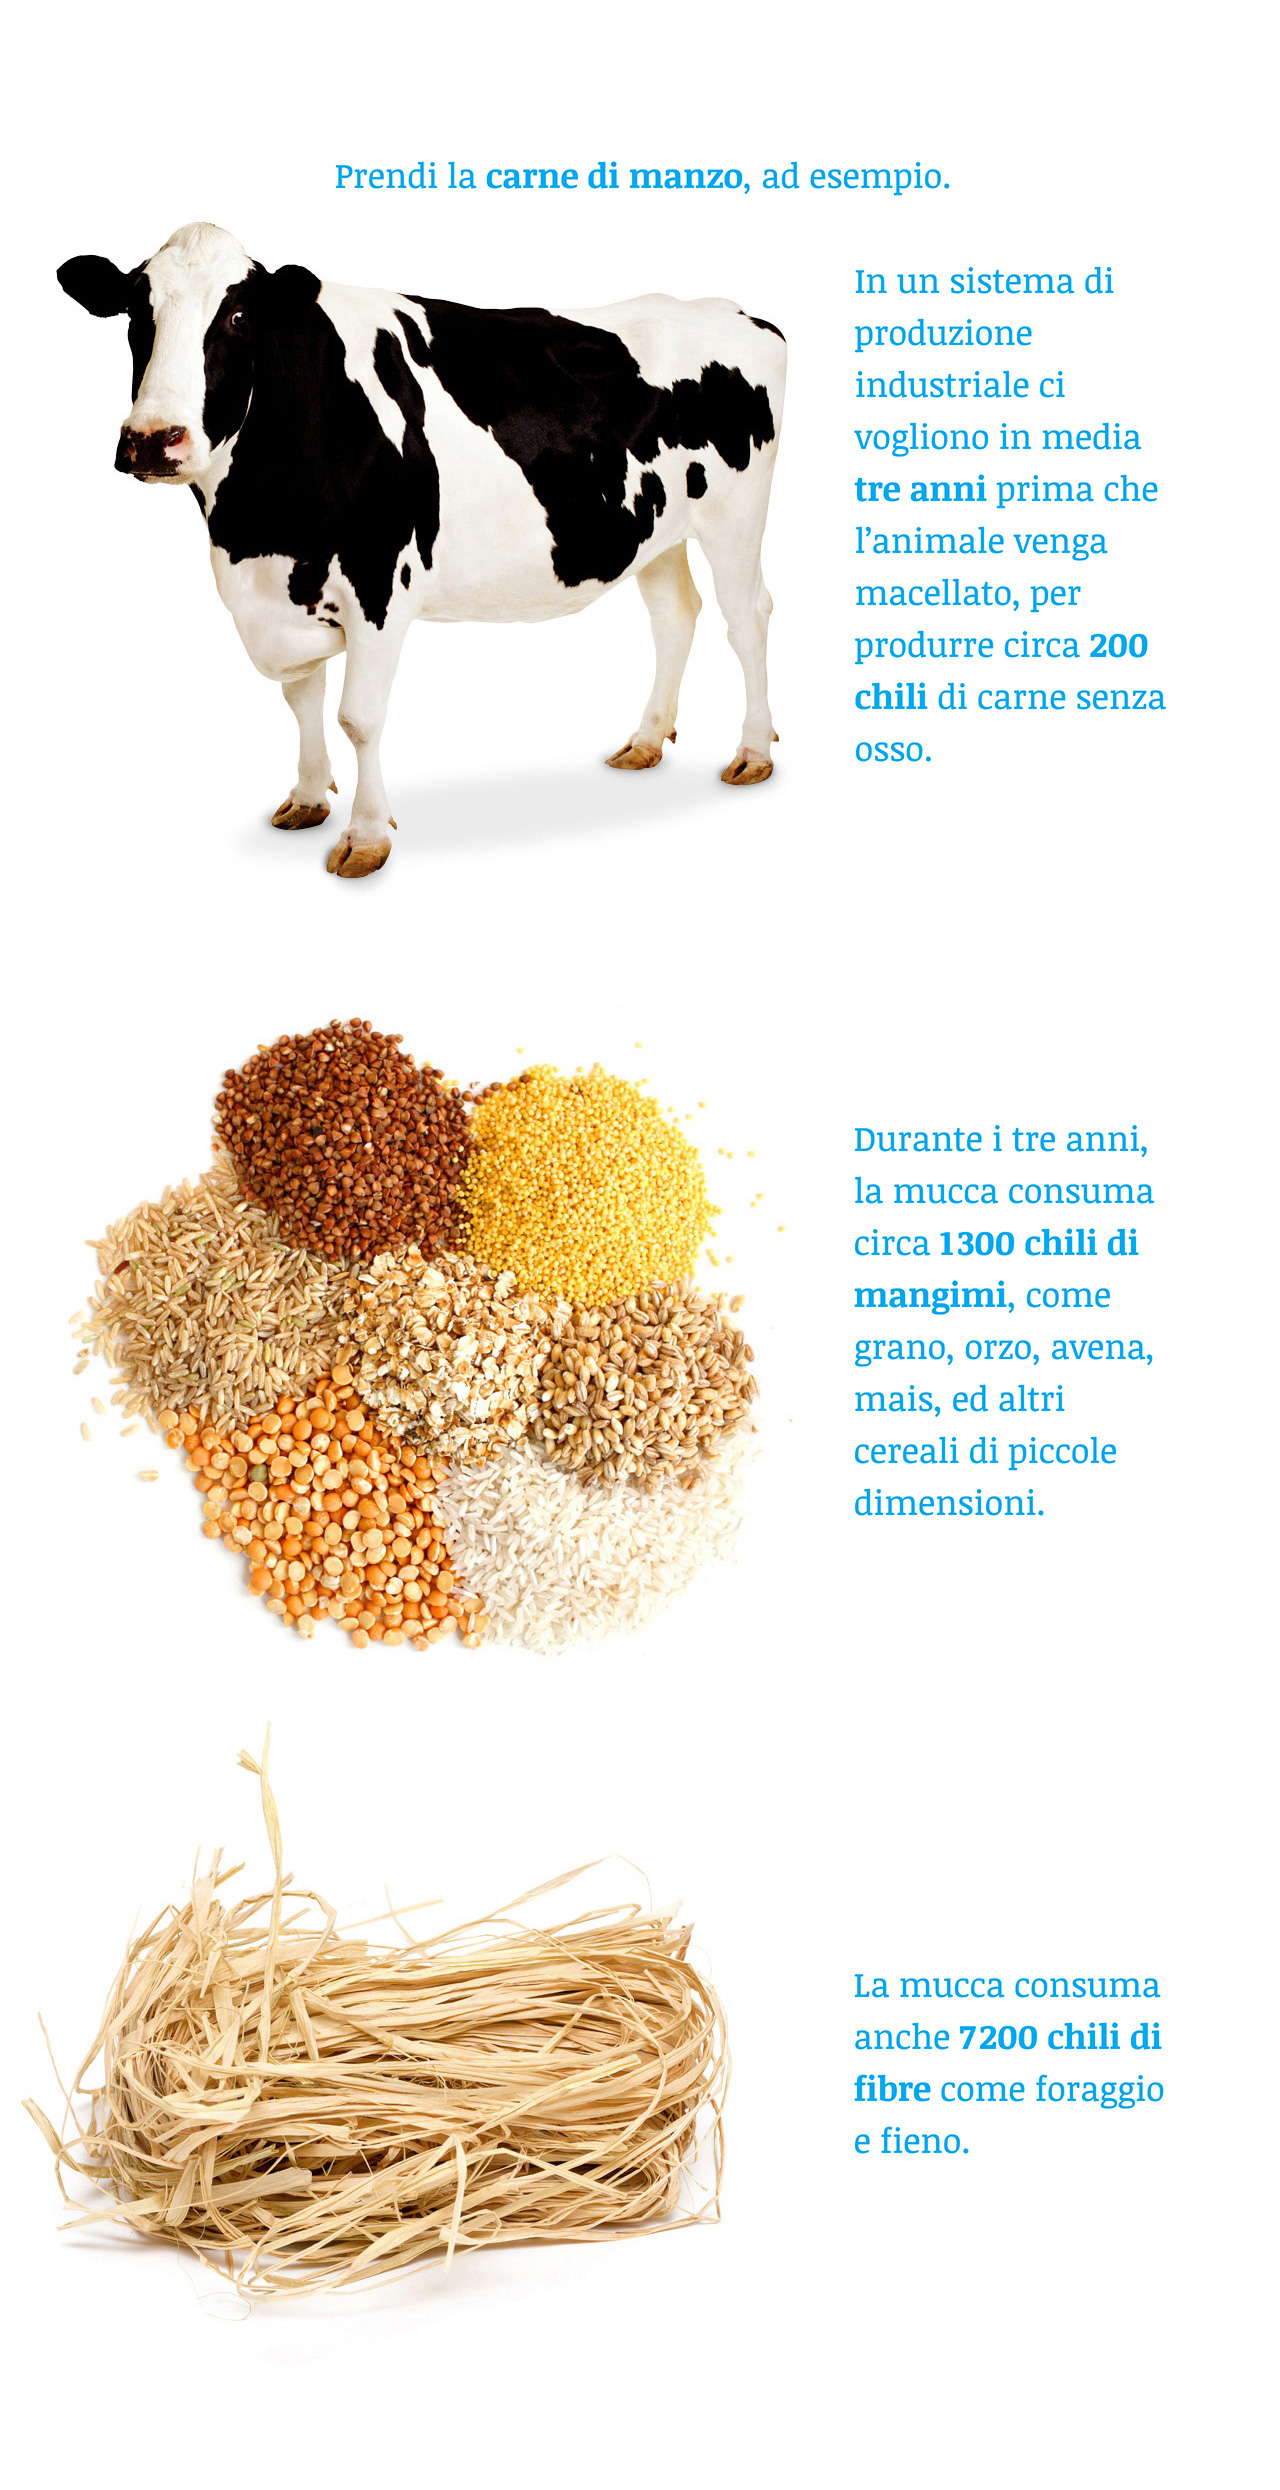 Prendi la carne di manzo, ad esempio.
In un sistema di
produzione
industriale ci
vogliono in media
tre anni prima che
l’animale venga
macellato, per
produrre circa 200
chili di carne senza
osso.
Durante i tre anni,
la mucca consuma
circa 1300 chili di
mangimi, come
grano, orzo, avena,
mais, ed altri
cereali di piccole
dimensioni.
La mucca consuma
anche 7200 chili di
fibre come foraggio
e fieno.